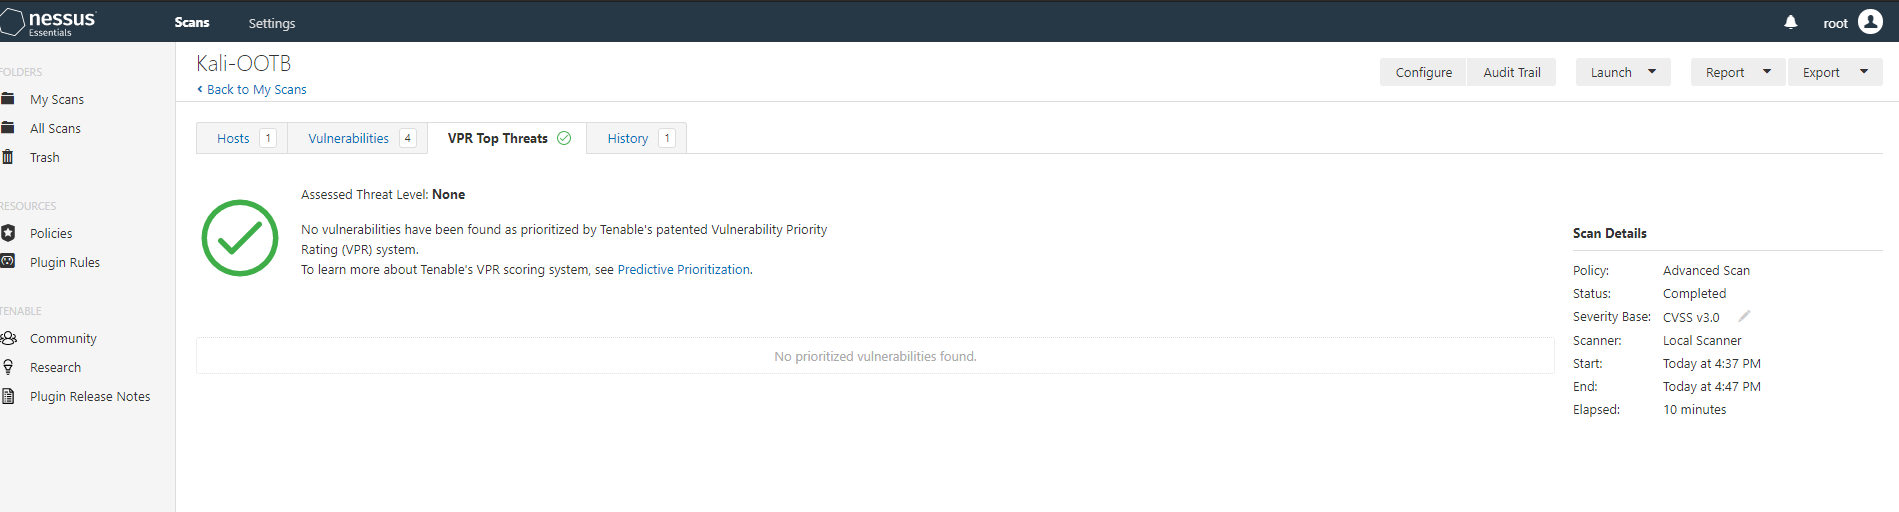 nessus
Essentials
Scans
Settings
root
FOLDERS
My Scans
All Scans
Trash
RESOURCES
Policies
Plugin Rules
TENABLE
Community
Research
Plugin Release Notes
Kali-OOTB
Back to My Scans
Configure
Audit Trail
Launch
Report
Export
Hosts 1
Vulnerabilities 4
VPR Top Threats
History 1
Assessed Threat Level: None
No vulnerabilities have been found as prioritized by Tenable's patented Vulnerability Priority
Rating (VPR) system.
To learn more about Tenable's VPR scoring system, see Predictive Prioritization.
No prioritized vulnerabilities found.
Scan Details
Policy: Advanced Scan
Status: Completed
Severity Base: CVSS v3.0
Scanner: Local Scanner
Start: Today at 4:37 PM
End: Today at 4:47 PM
Elapsed: 10 minutes